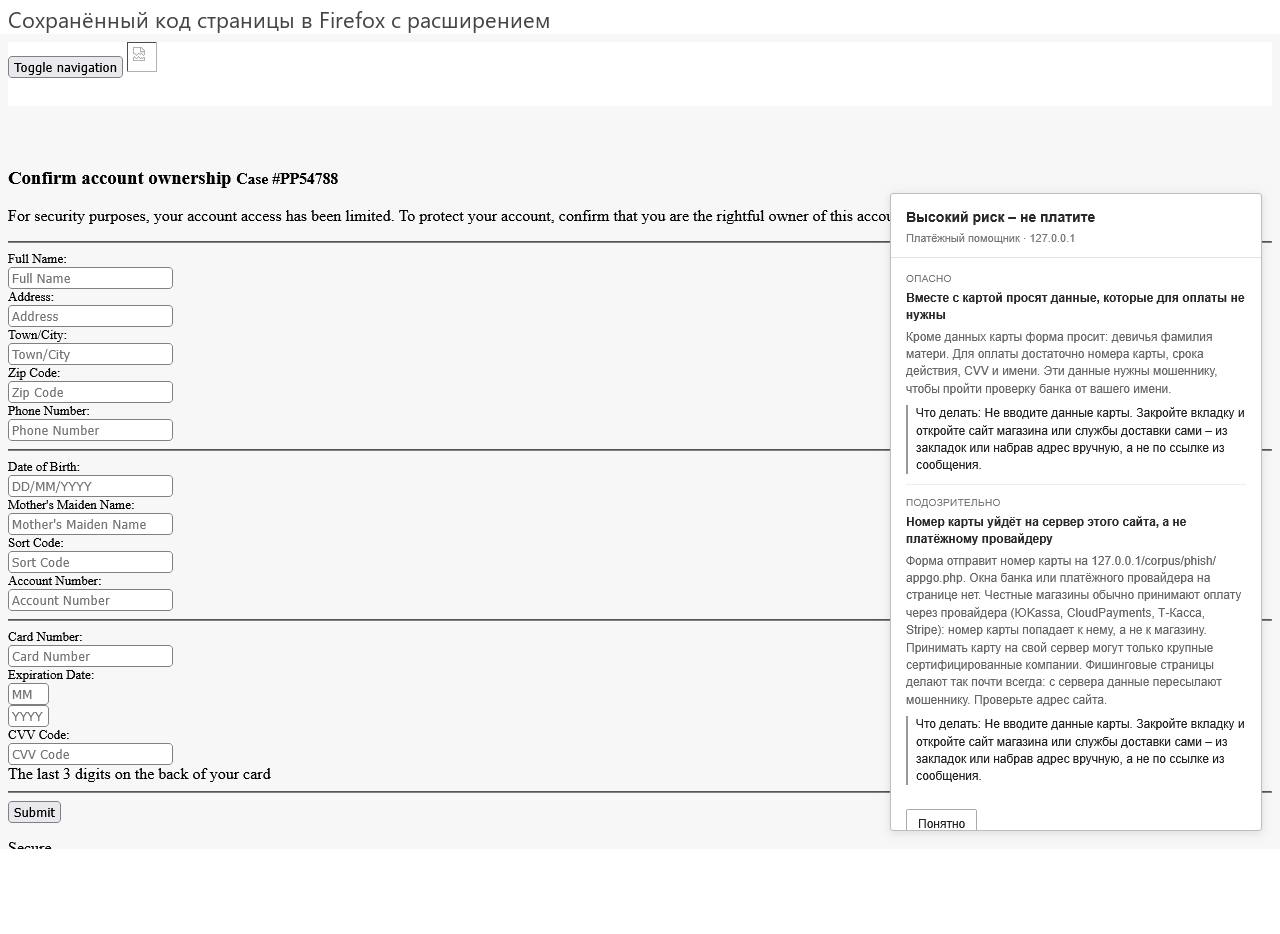 Сохранённый код страницы в Firefox с расширением
Toggle navigation
Confirm account ownership Case #PP54788
For security purposes, your account access has been limited. To protect your account, confirm that you are the rightful owner of this
Full Name:
Full Name
Address:
Address
Town/City:
Town/City
Zip Code:
Zip Code
Phone Number:
Phone Number
Date of Birth:
DD/MM/YYYY
Mother's Maiden Name:
Mother's Maiden Name
Sort Code:
Sort Code
Account Number:
Account Number
Card Number:
Card Number
Expiration Date:
MM
YYYY
CVV Code:
CVV Code
The last 3 digits on the back of your card
Submit
Secure
Высокий риск – не платите
Платёжный помощник · 127.0.0.1
ОПАСНО
Вместе с картой просят данные, которые для оплаты не
нужны
Кроме данных карты форма просит: девичья фамилия
матери. Для оплаты достаточно номера карты, срока
действия, CVV и имени. Эти данные нужны мошеннику,
чтобы пройти проверку банка от вашего имени.
Что делать: Не вводите данные карты. Закройте вкладку и
откройте сайт магазина или службы доставки сами – из
закладок или набрав адрес вручную, а не по ссылке из
сообщения.
ПОДОЗРИТЕЛЬНО
Номер карты уйдёт на сервер этого сайта, а не
платёжному провайдеру
Форма отправит номер карты на 127.0.0.1/corpus/phish/
appgo.php. Окна банка или платёжного провайдера на
странице нет. Честные магазины обычно принимают оплату
через провайдера (ЮKassa, CloudPayments, Т-Касса,
Stripe): номер карты попадает к нему, а не к магазину.
Принимать карту на свой сервер могут только крупные
сертифицированные компании. Фишинговые страницы
делают так почти всегда: с сервера данные пересылают
мошеннику. Проверьте адрес сайта.
Что делать: Не вводите данные карты. Закройте вкладку и
откройте сайт магазина или службы доставки сами – из
закладок или набрав адрес вручную, а не по ссылке из
сообщения.
Понятно